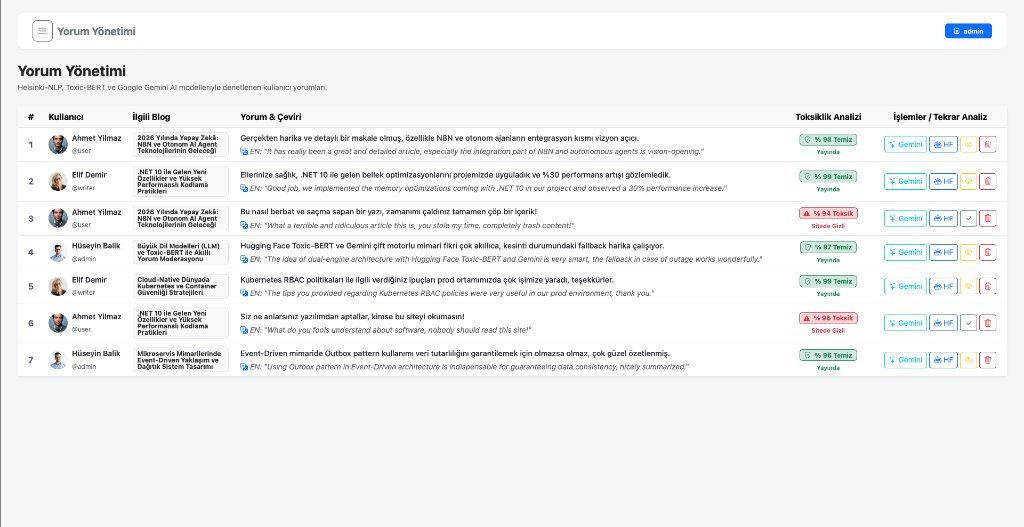 Yorum Yönetimi
admin
Yorum Yönetimi
Helsinki-NLP, Toxic-BERT ve Google Gemini AI modelleriyle denetlenen kullanıcı yorumları.
# Kullanıcı İlgili Blog Yorum & Çeviri Toksiklik Analizi İşlemler / Tekrar Analiz
1
Ahmet Yilmaz
@user
2026 Yılında Yapay Zekâ:
N8N ve Otonom AI Agent
Teknolojilerinin Geleceği
Gerçekten harika ve detaylı bir makale olmuş, özellikle N8N ve otonom ajanların entegrasyon kısmı vizyon açıcı.
EN: "It has really been a great and detailed article, especially the integration part of N8N and autonomous agents is vision-opening."
% 98 Temiz
Yayında
Gemini HF
2
Elif Demir
@writer
.NET 10 ile Gelen Yeni
Özellikler ve Yüksek
Performanslı Kodlama
Pratikleri
Ellerinize sağlık, .NET 10 ile gelen bellek optimizasyonlarını projemizde uyguladık ve %30 performans artışı gözlemledik.
EN: "Good job, we implemented the memory optimizations coming with .NET 10 in our project and observed a 30% performance increase."
% 99 Temiz
Yayında
Gemini HF
3
Ahmet Yilmaz
@user
2026 Yılında Yapay Zekâ:
N8N ve Otonom AI Agent
Teknolojilerinin Geleceği
Bu nasıl berbat ve saçma sapan bir yazı, zamanımı çaldınız tamamen çöp bir içerik!
EN: "What a terrible and ridiculous article this is, you stole my time, completely trash content!"
% 94 Toksik
Sitede Gizli
Gemini HF
4
Hüseyin Balik
@admin
Büyük Dil Modelleri (LLM)
ve Toxic-BERT ile Akıllı
Yorum Moderasyonu
Hugging Face Toxic-BERT ve Gemini çift motorlu mimari fikri çok akıllıca, kesinti durumundaki fallback harika çalışıyor.
EN: "The idea of dual-engine architecture with Hugging Face Toxic-BERT and Gemini is very smart, the fallback in case of outage works wonderfully."
% 97 Temiz
Yayında
Gemini HF
5
Elif Demir
@writer
Cloud-Native Dünyada
Kubernetes ve Container
Güvenliği Stratejileri
Kubernetes RBAC politikaları ile ilgili verdiğiniz ipuçları prod ortamımızda çok işimize yaradı, teşekkürler.
EN: "The tips you provided regarding Kubernetes RBAC policies were very useful in our prod environment, thank you."
% 99 Temiz
Yayında
Gemini HF
6
Ahmet Yilmaz
@user
.NET 10 ile Gelen Yeni
Özellikler ve Yüksek
Performanslı Kodlama
Pratikleri
Siz ne anlarsınız yazılımdan aptallar, kimse bu siteyi okumasın!
EN: "What do you fools understand about software, nobody should read this site!"
% 98 Toksik
Sitede Gizli
Gemini HF
7
Hüseyin Balik
@admin
Mikroservis Mimarilerinde
Event-Driven Yaklaşım ve
Dağıtık Sistem Tasarımı
Event-Driven mimaride Outbox pattern kullanımı veri tutarlılığını garantilemek için olmazsa olmaz, çok güzel özetlenmiş.
EN: "Using Outbox pattern in Event-Driven architecture is indispensable for guaranteeing data consistency, nicely summarized."
% 96 Temiz
Yayında
Gemini HF